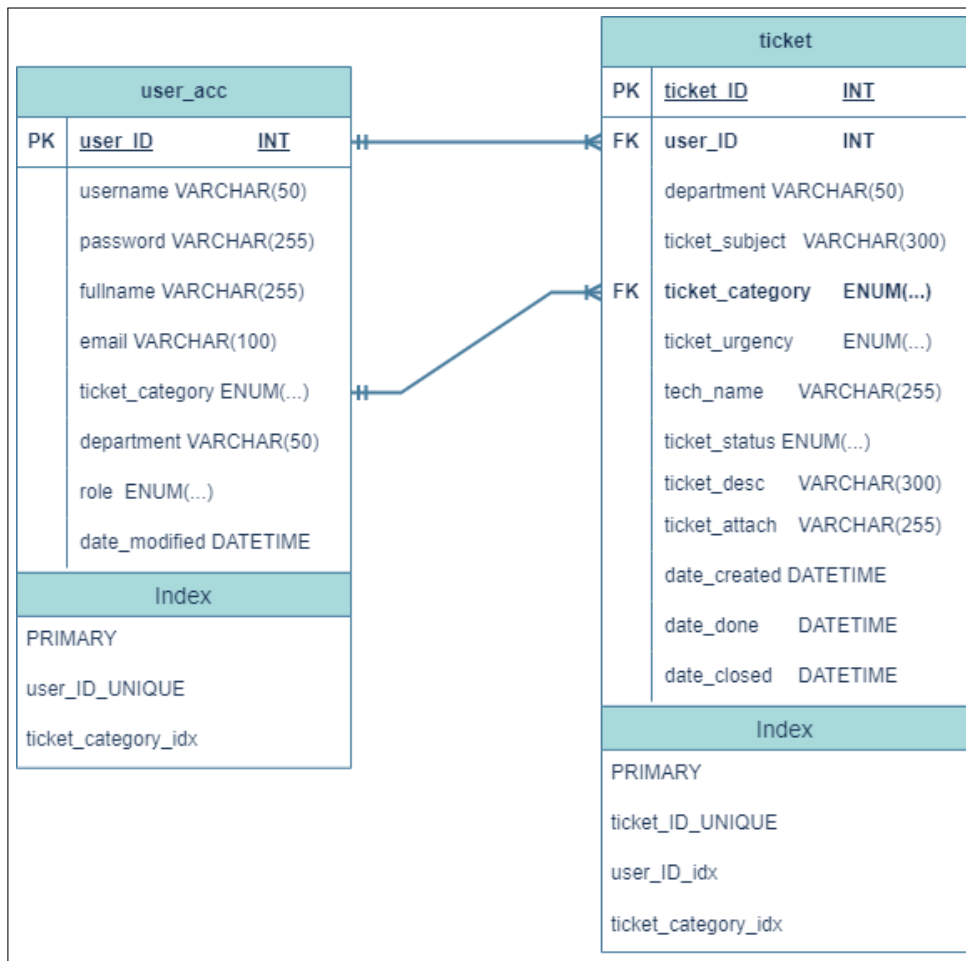 user_acc
PK user_ID INT
username VARCHAR(50)
password VARCHAR(255)
fullname VARCHAR(255)
email VARCHAR(100)
ticket_category ENUM(...)
department VARCHAR(50)
role ENUM(...)
date_modified DATETIME
Index
PRIMARY
user_ID_UNIQUE
ticket_category_idx
ticket
PK ticket_ID INT
FK user_ID INT
department VARCHAR(50)
ticket_subject VARCHAR(300)
FK ticket_category ENUM(...)
ticket_urgency ENUM(...)
tech_name VARCHAR(255)
ticket_status ENUM(...)
ticket_desc VARCHAR(300)
ticket_attach VARCHAR(255)
date_created DATETIME
date_done DATETIME
date_closed DATETIME
Index
PRIMARY
ticket_ID_UNIQUE
user_ID_idx
ticket_category_idx